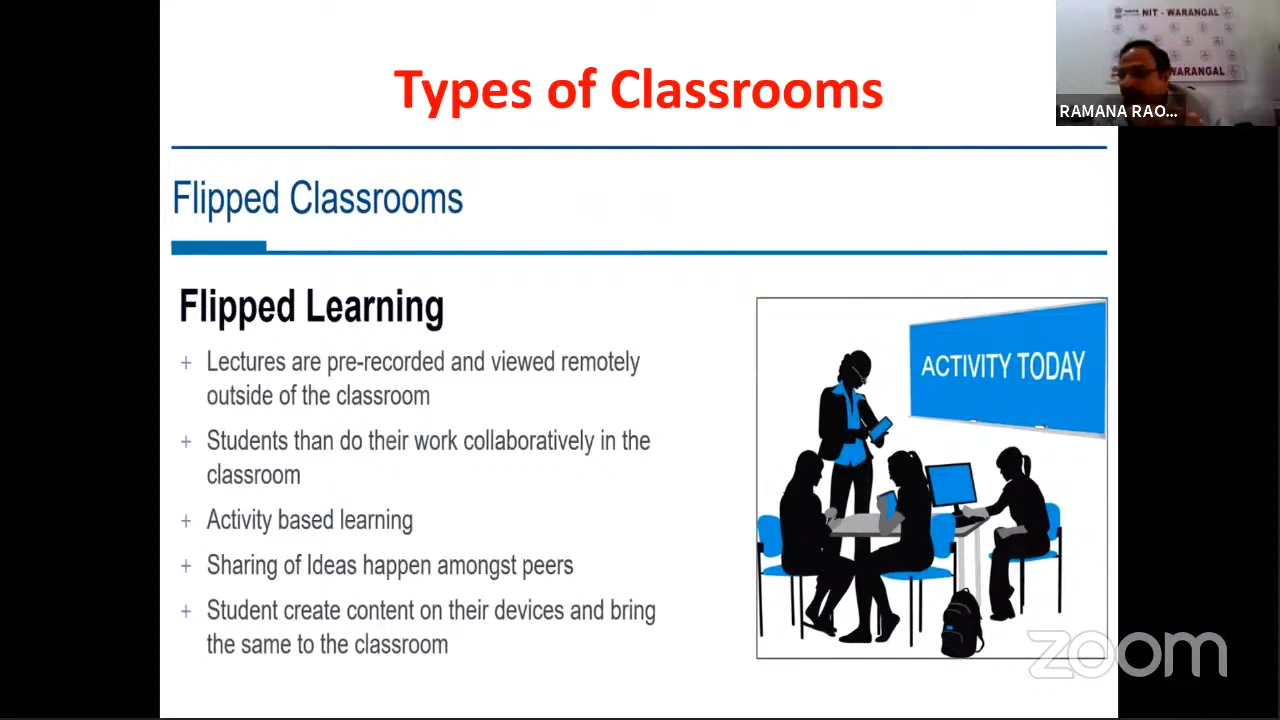 Types of Classrooms
NIT - WARANGAL
WARANGAL
RAMANA RAO...
Flipped Classrooms
Flipped Learning
+ Lectures are pre-recorded and viewed remotely
outside of the classroom
+ Students than do their work collaboratively in the
classroom
+ Activity based learning
+ Sharing of Ideas happen amongst peers
+ Student create content on their devices and bring
the same to the classroom
ACTIVITY TODAY
zoom